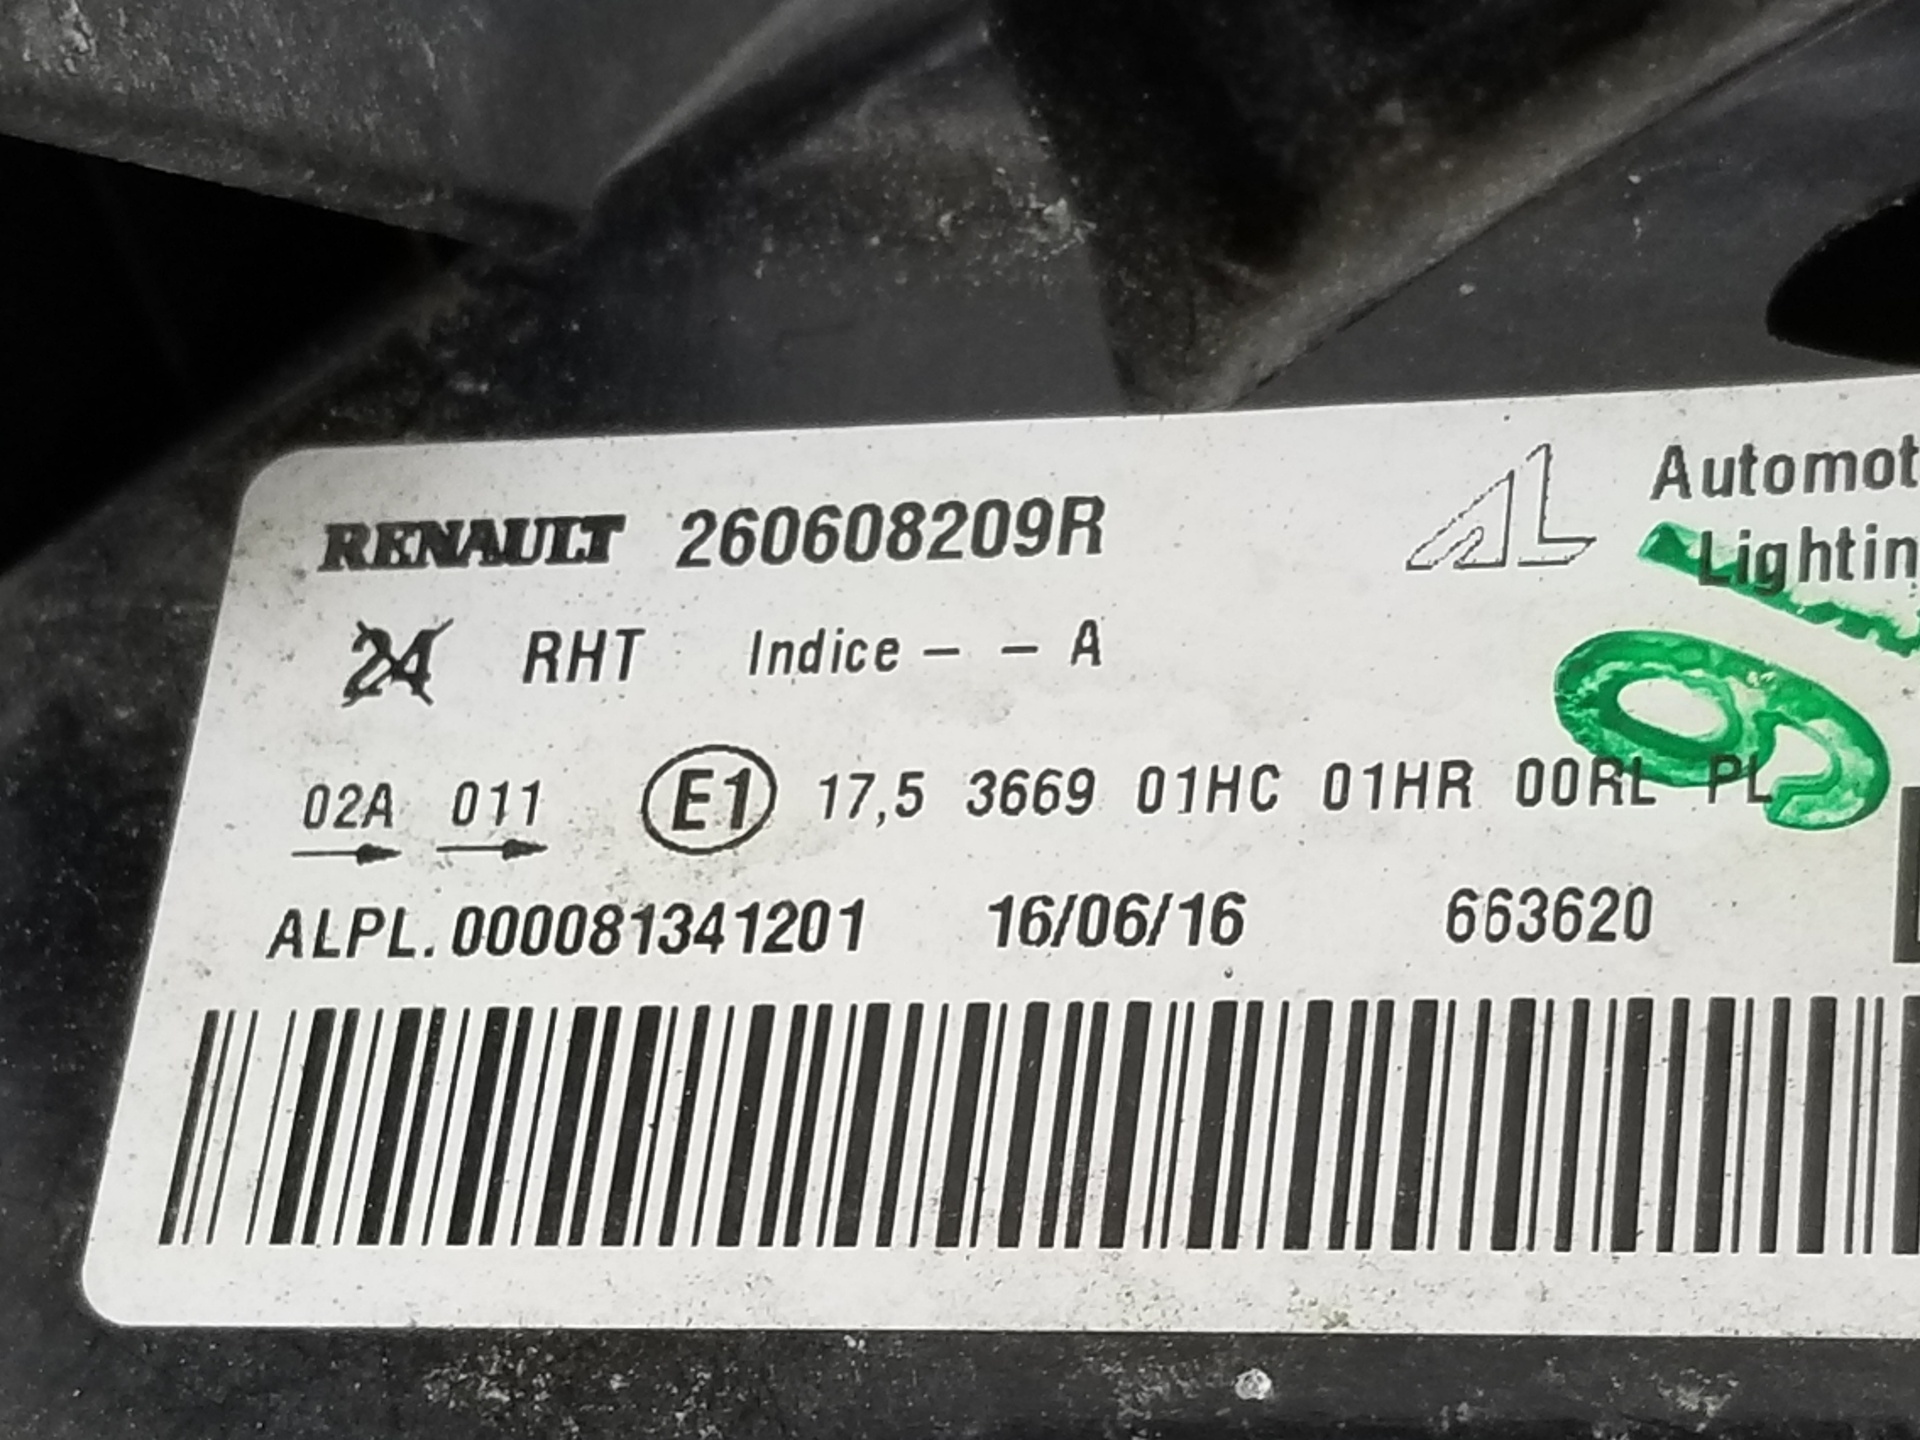 RENAULT 260608209R
AL Automot
Lightin
24 RHT Indice - - A
02A 011 E1 17,5 3669 01HC 01HR 00RL PL
ALPL.000081341201 16/06/16 663620